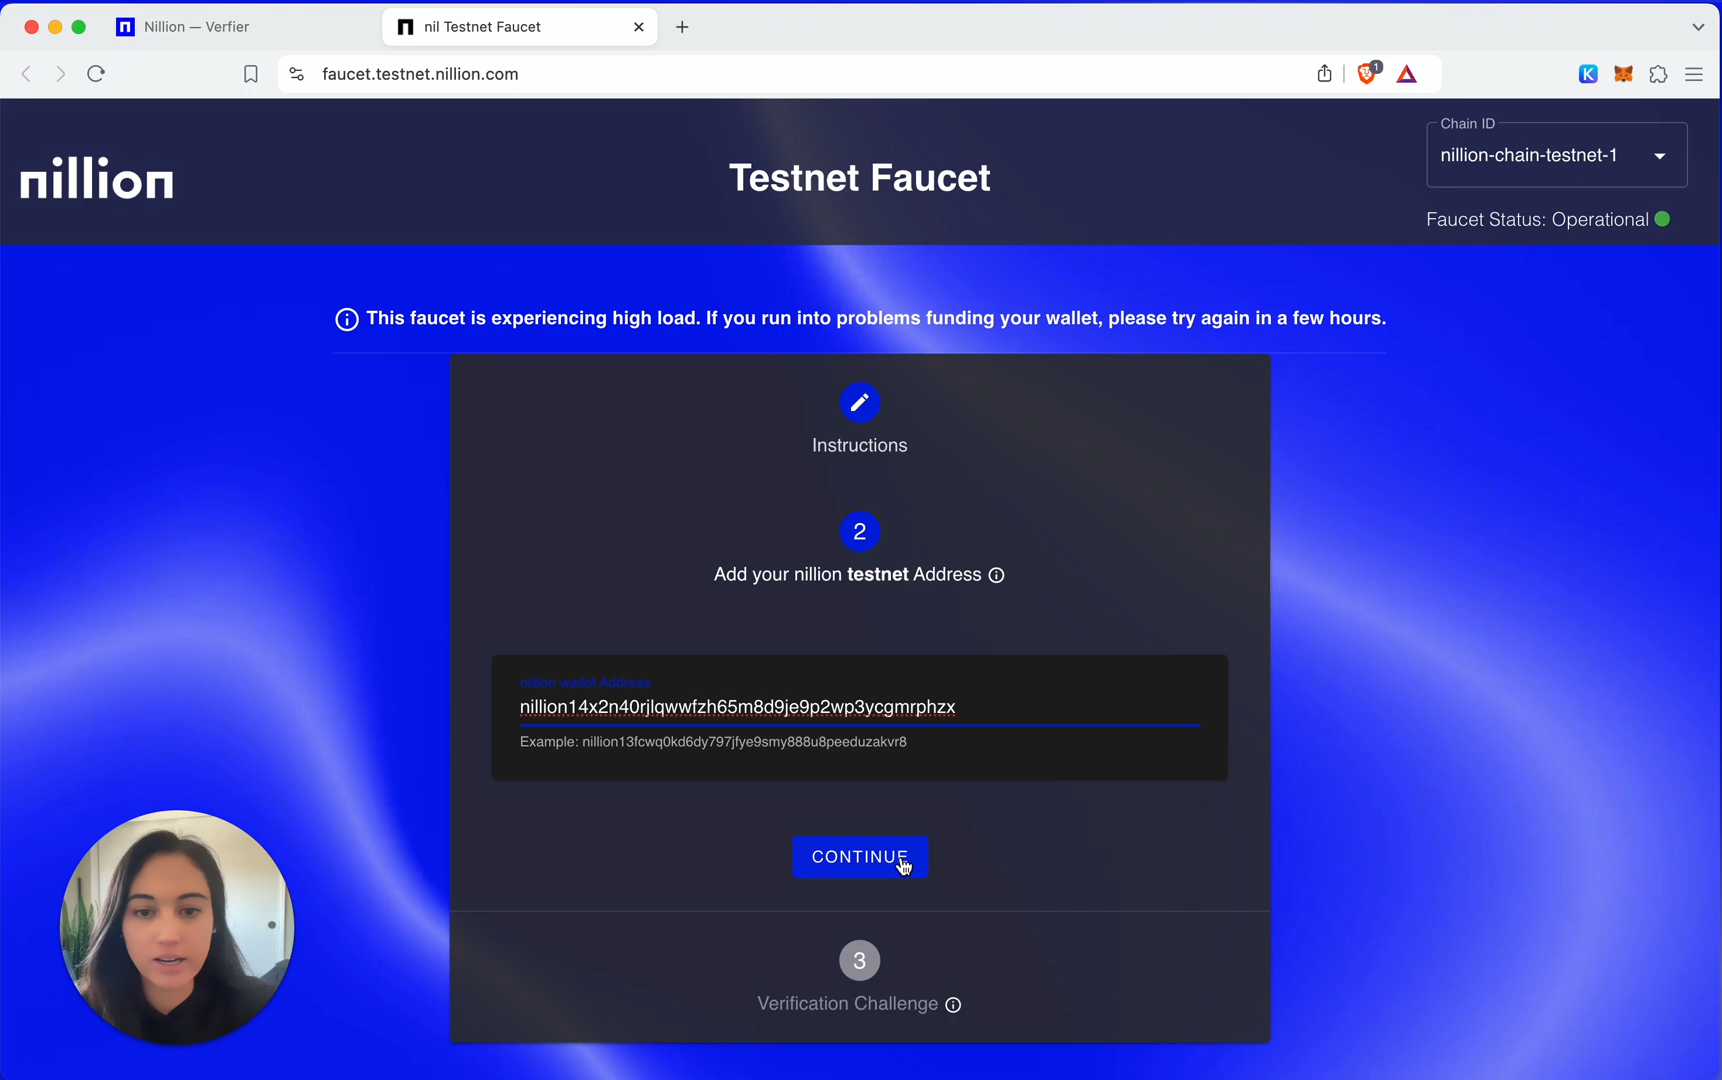 Nillion — Verfier
nil Testnet Faucet
faucet.testnet.nillion.com
1
K
nillion
Testnet Faucet
Chain ID
nillion-chain-testnet-1
Faucet Status: Operational
This faucet is experiencing high load. If you run into problems funding your wallet, please try again in a few hours.
Instructions
2
Add your nillion testnet Address
nillion wallet Address
nillion14x2n40rjlqwwfzh65m8d9je9p2wp3ycgmrphzx
Example: nillion13fcwq0kd6dy797jfye9smy888u8peeduzakvr8
CONTINUE
3
Verification Challenge